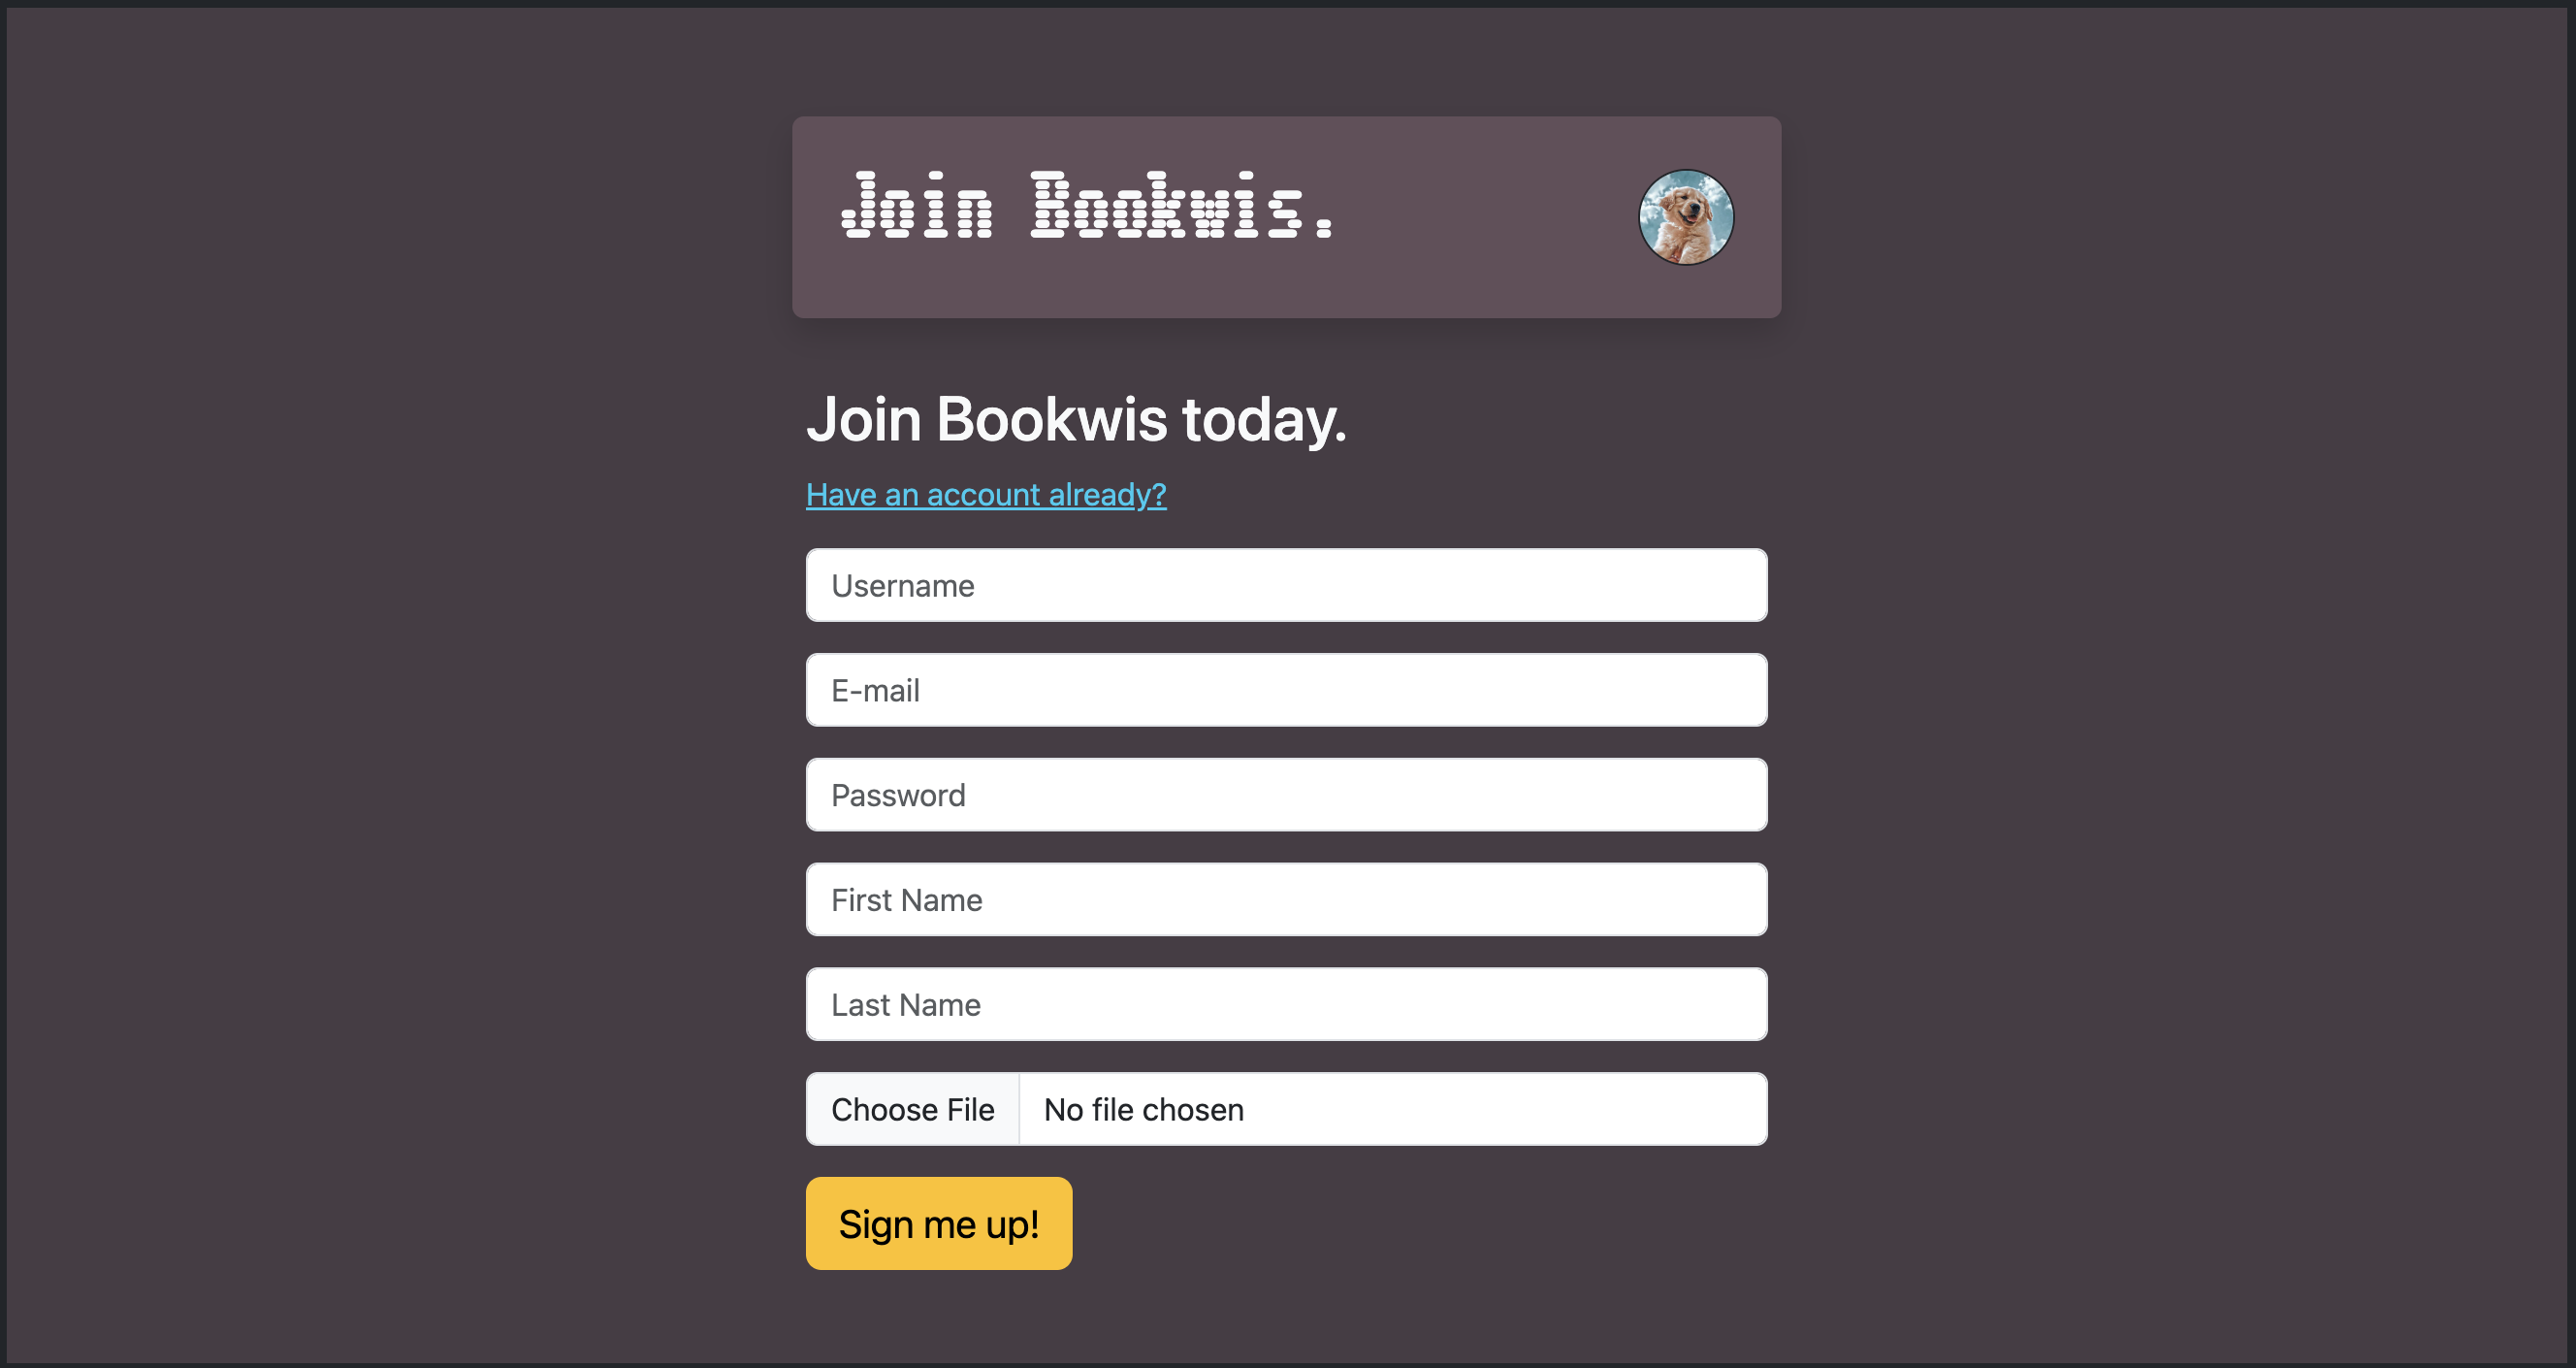 Join Bookwis.
Join Bookwis today.
Have an account already?
Username
E-mail
Password
First Name
Last Name
Choose File No file chosen
Sign me up!